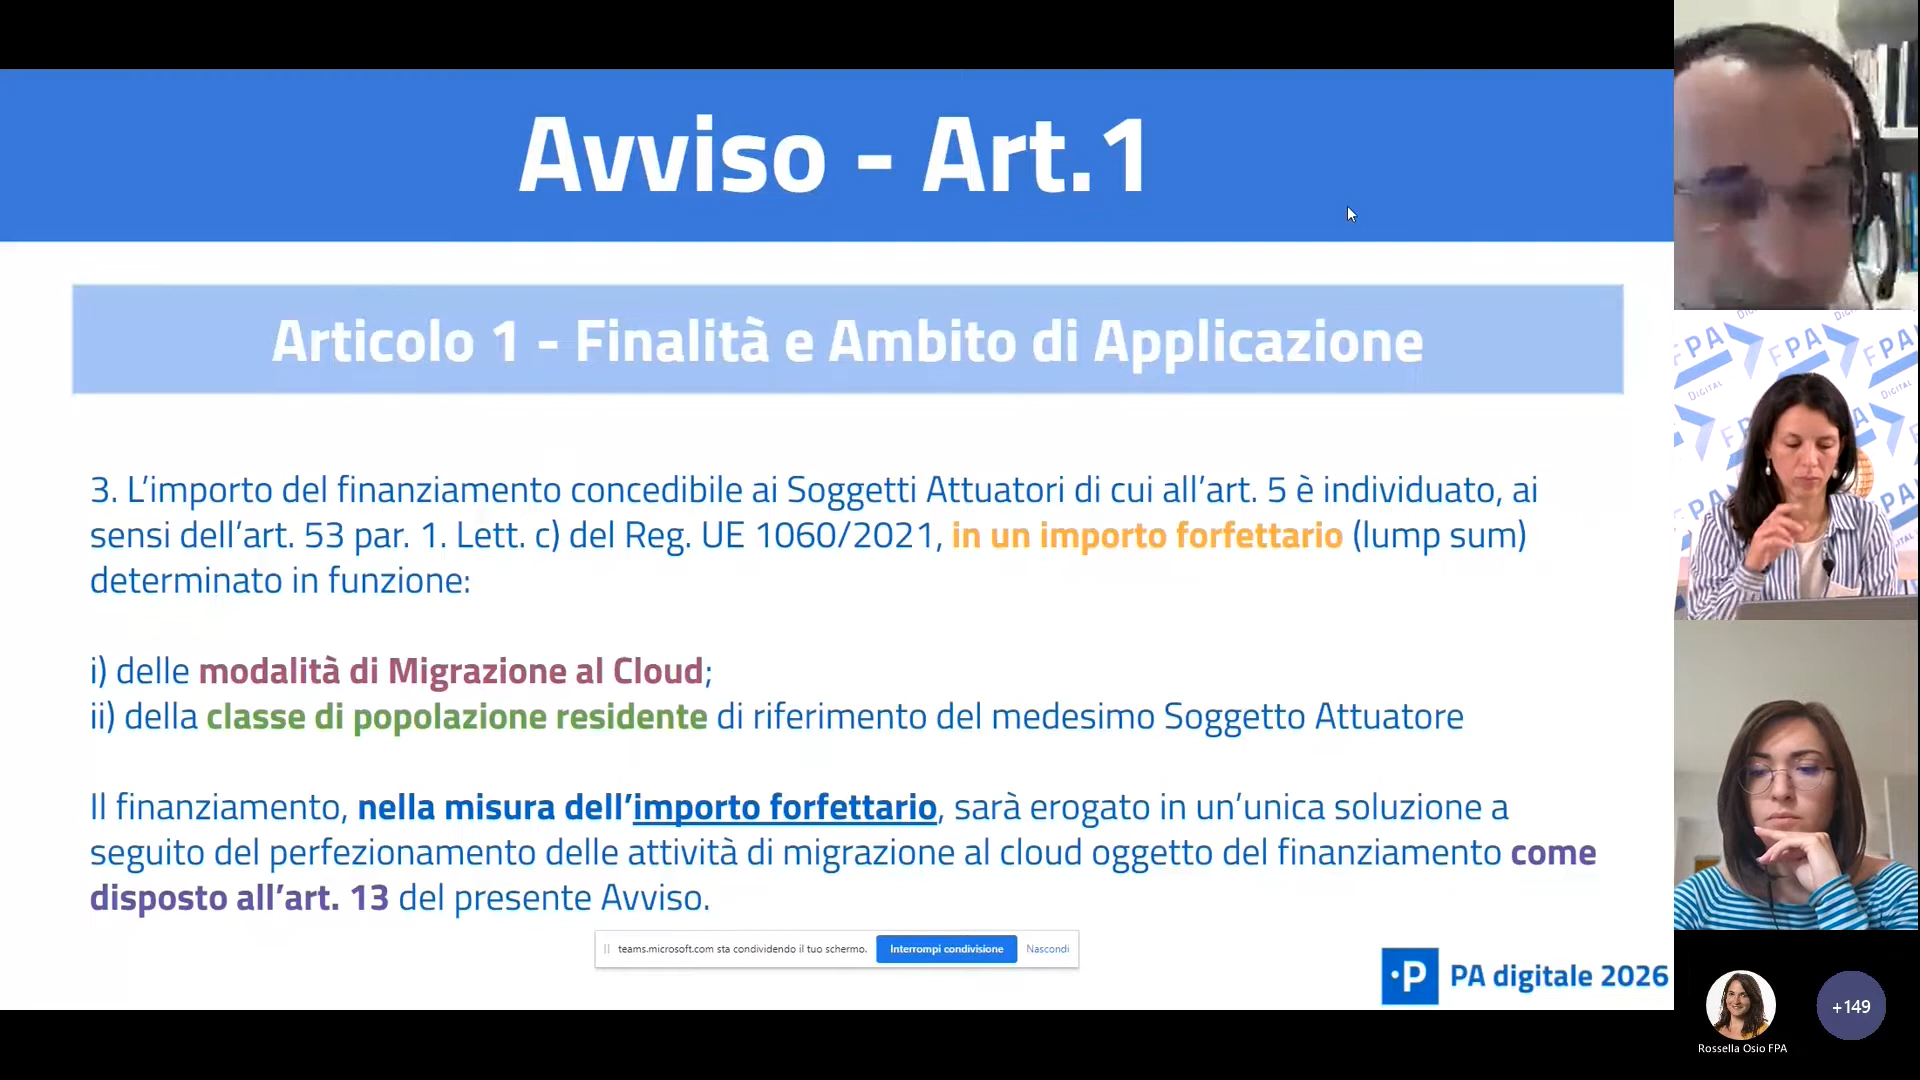 Avviso - Art.1
Articolo 1 - Finalità e Ambito di Applicazione
3. L’importo del finanziamento concedibile ai Soggetti Attuatori di cui all’art. 5 è individuato, ai
sensi dell’art. 53 par. 1. Lett. c) del Reg. UE 1060/2021, in un importo forfettario (lump sum)
determinato in funzione:
i) delle modalità di Migrazione al Cloud;
ii) della classe di popolazione residente di riferimento del medesimo Soggetto Attuatore
Il finanziamento, nella misura dell’importo forfettario, sarà erogato in un’unica soluzione a
seguito del perfezionamento delle attività di migrazione al cloud oggetto del finanziamento come
disposto all’art. 13 del presente Avviso.
teams.microsoft.com sta condividendo il tuo schermo. Interrompi condivisione Nascondi
·P PA digitale 2026
FPA
DIGITAL
+149
Rossella Osio FPA